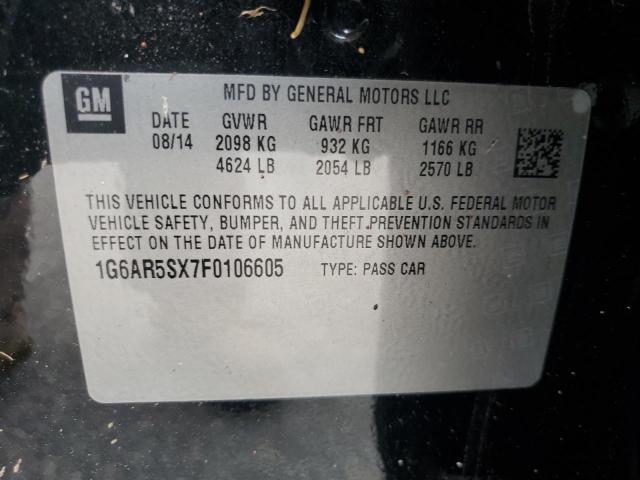 GM
MFD BY GENERAL MOTORS LLC
DATE GVWR GAWR FRT GAWR RR
08/14 2098 KG 932 KG 1166 KG
4624 LB 2054 LB 2570 LB
THIS VEHICLE CONFORMS TO ALL APPLICABLE U.S. FEDERAL MOTOR
VEHICLE SAFETY, BUMPER, AND THEFT PREVENTION STANDARDS IN
EFFECT ON THE DATE OF MANUFACTURE SHOWN ABOVE.
1G6AR5SX7F0106605 TYPE: PASS CAR